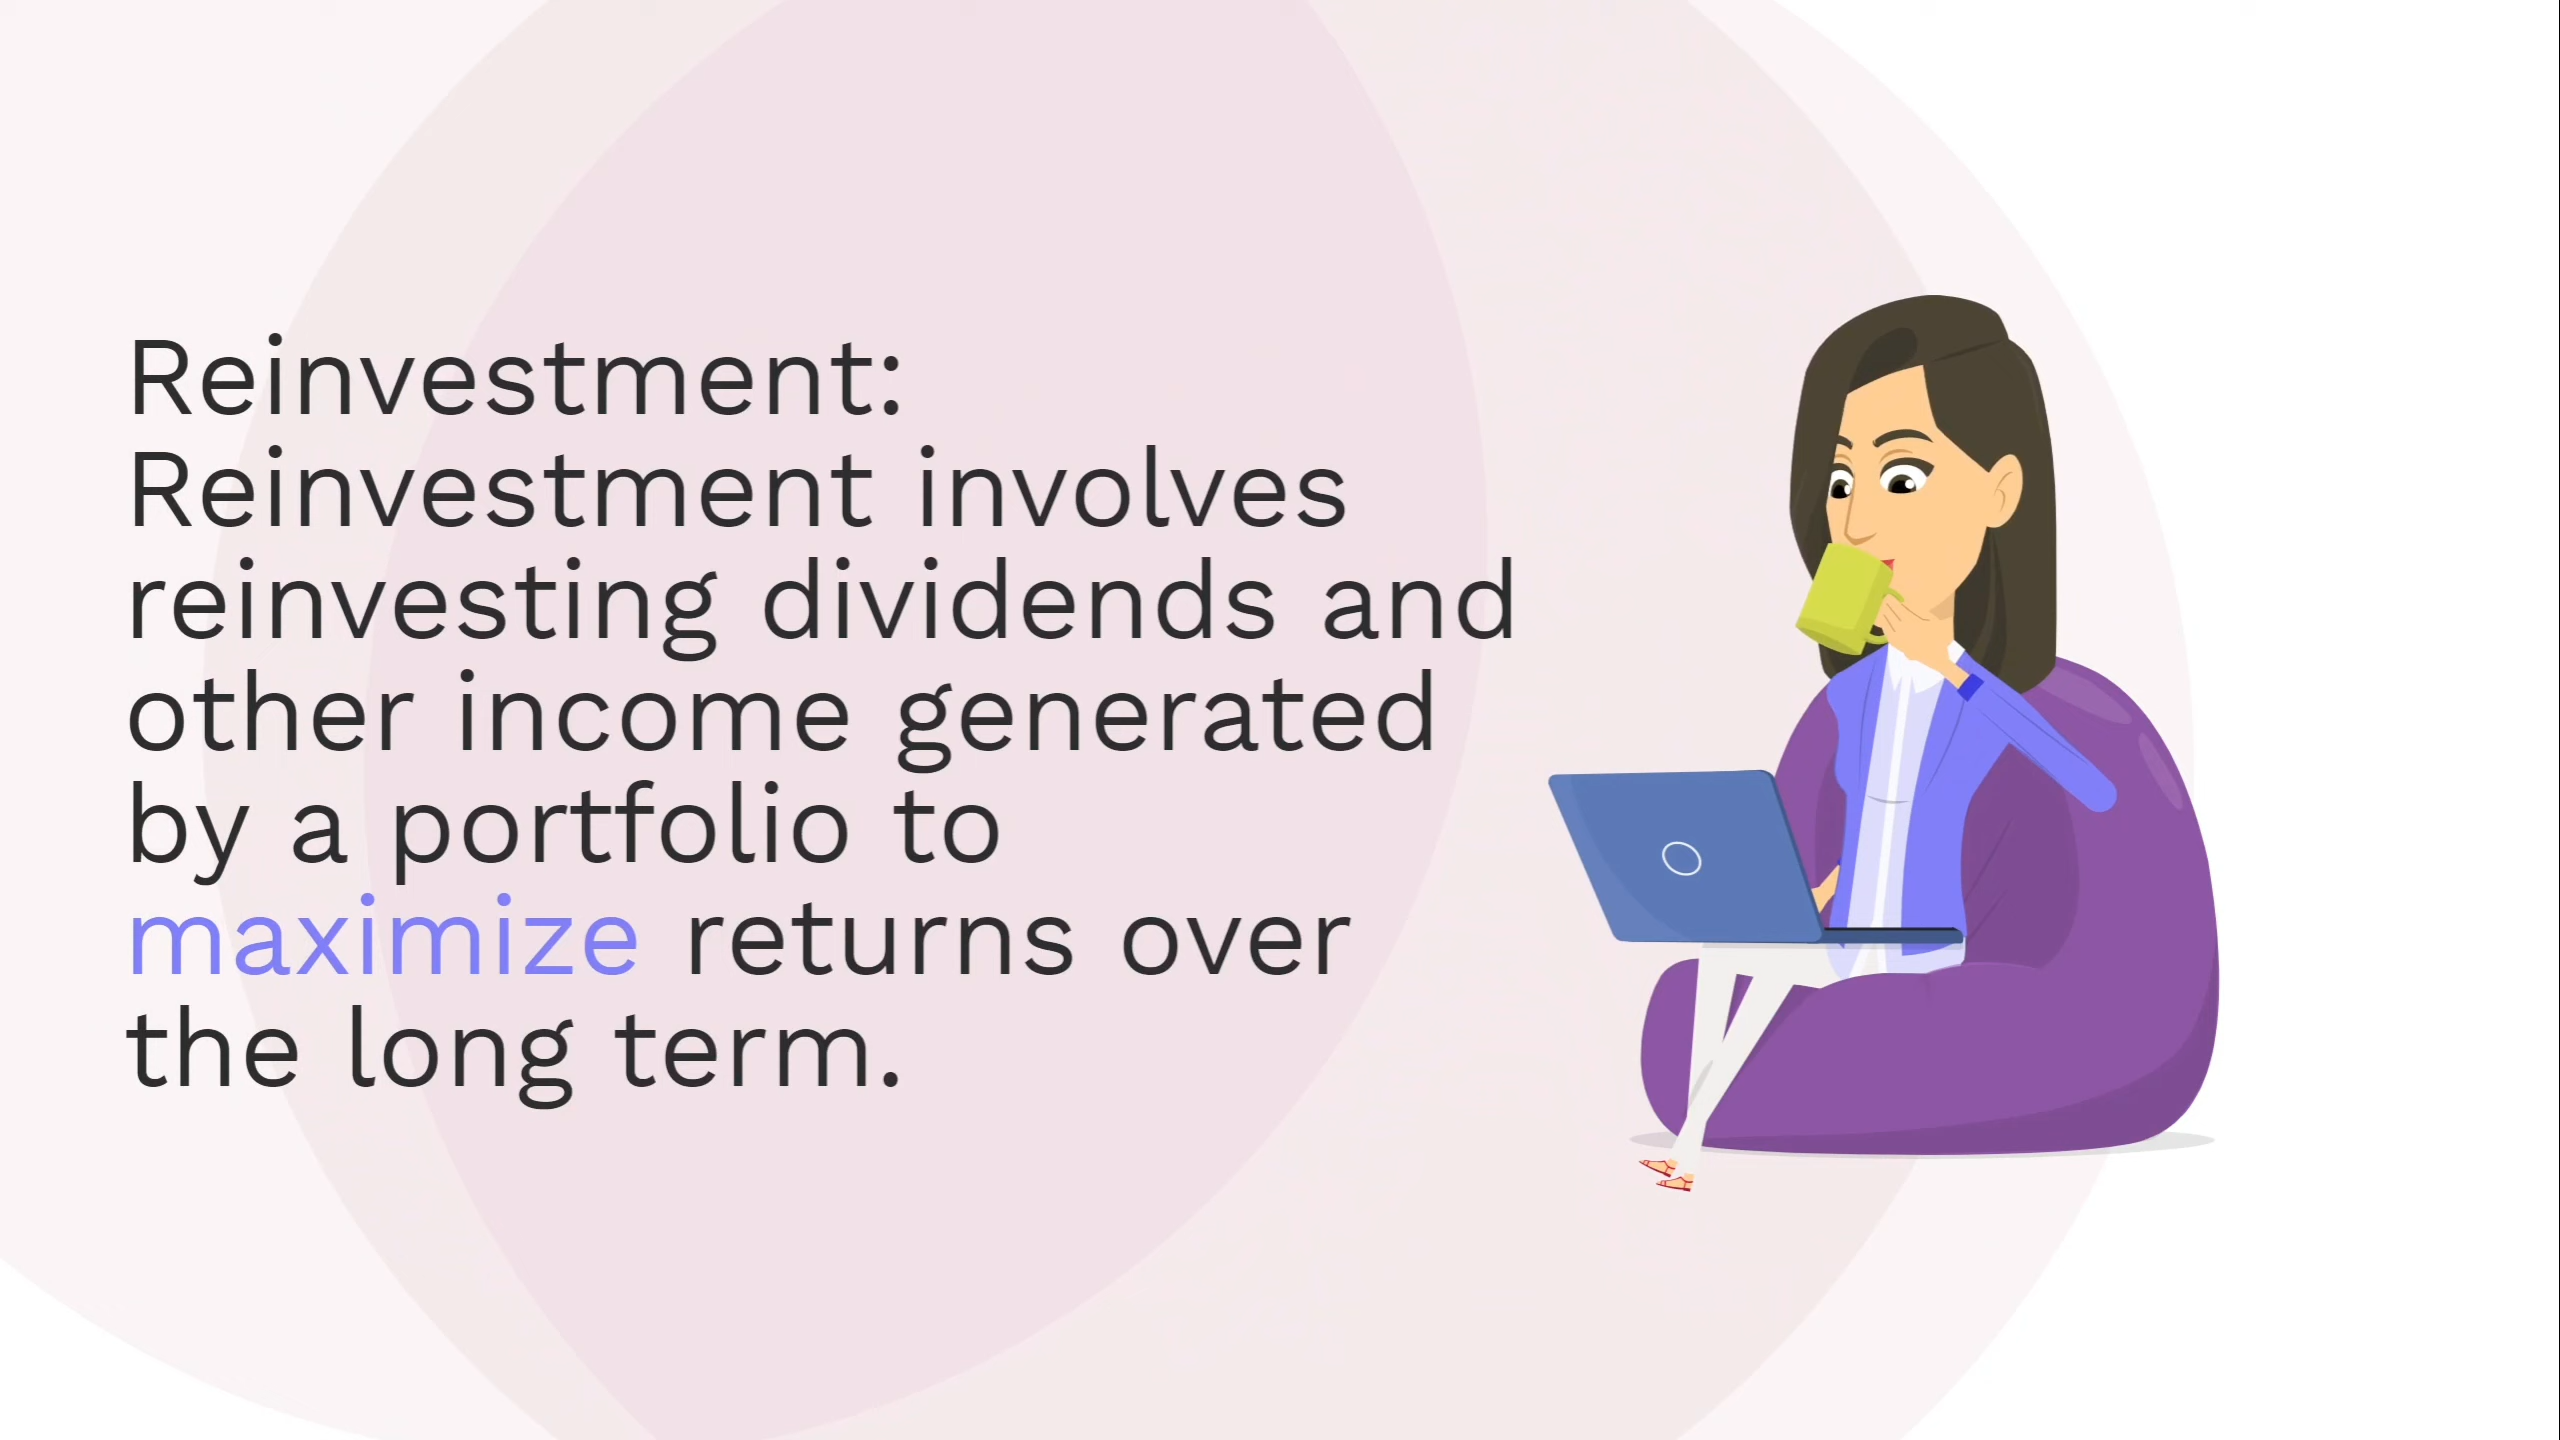 Reinvestment:
Reinvestment involves
reinvesting dividends and
other income generated
by a portfolio to
maximize returns over
the long term.